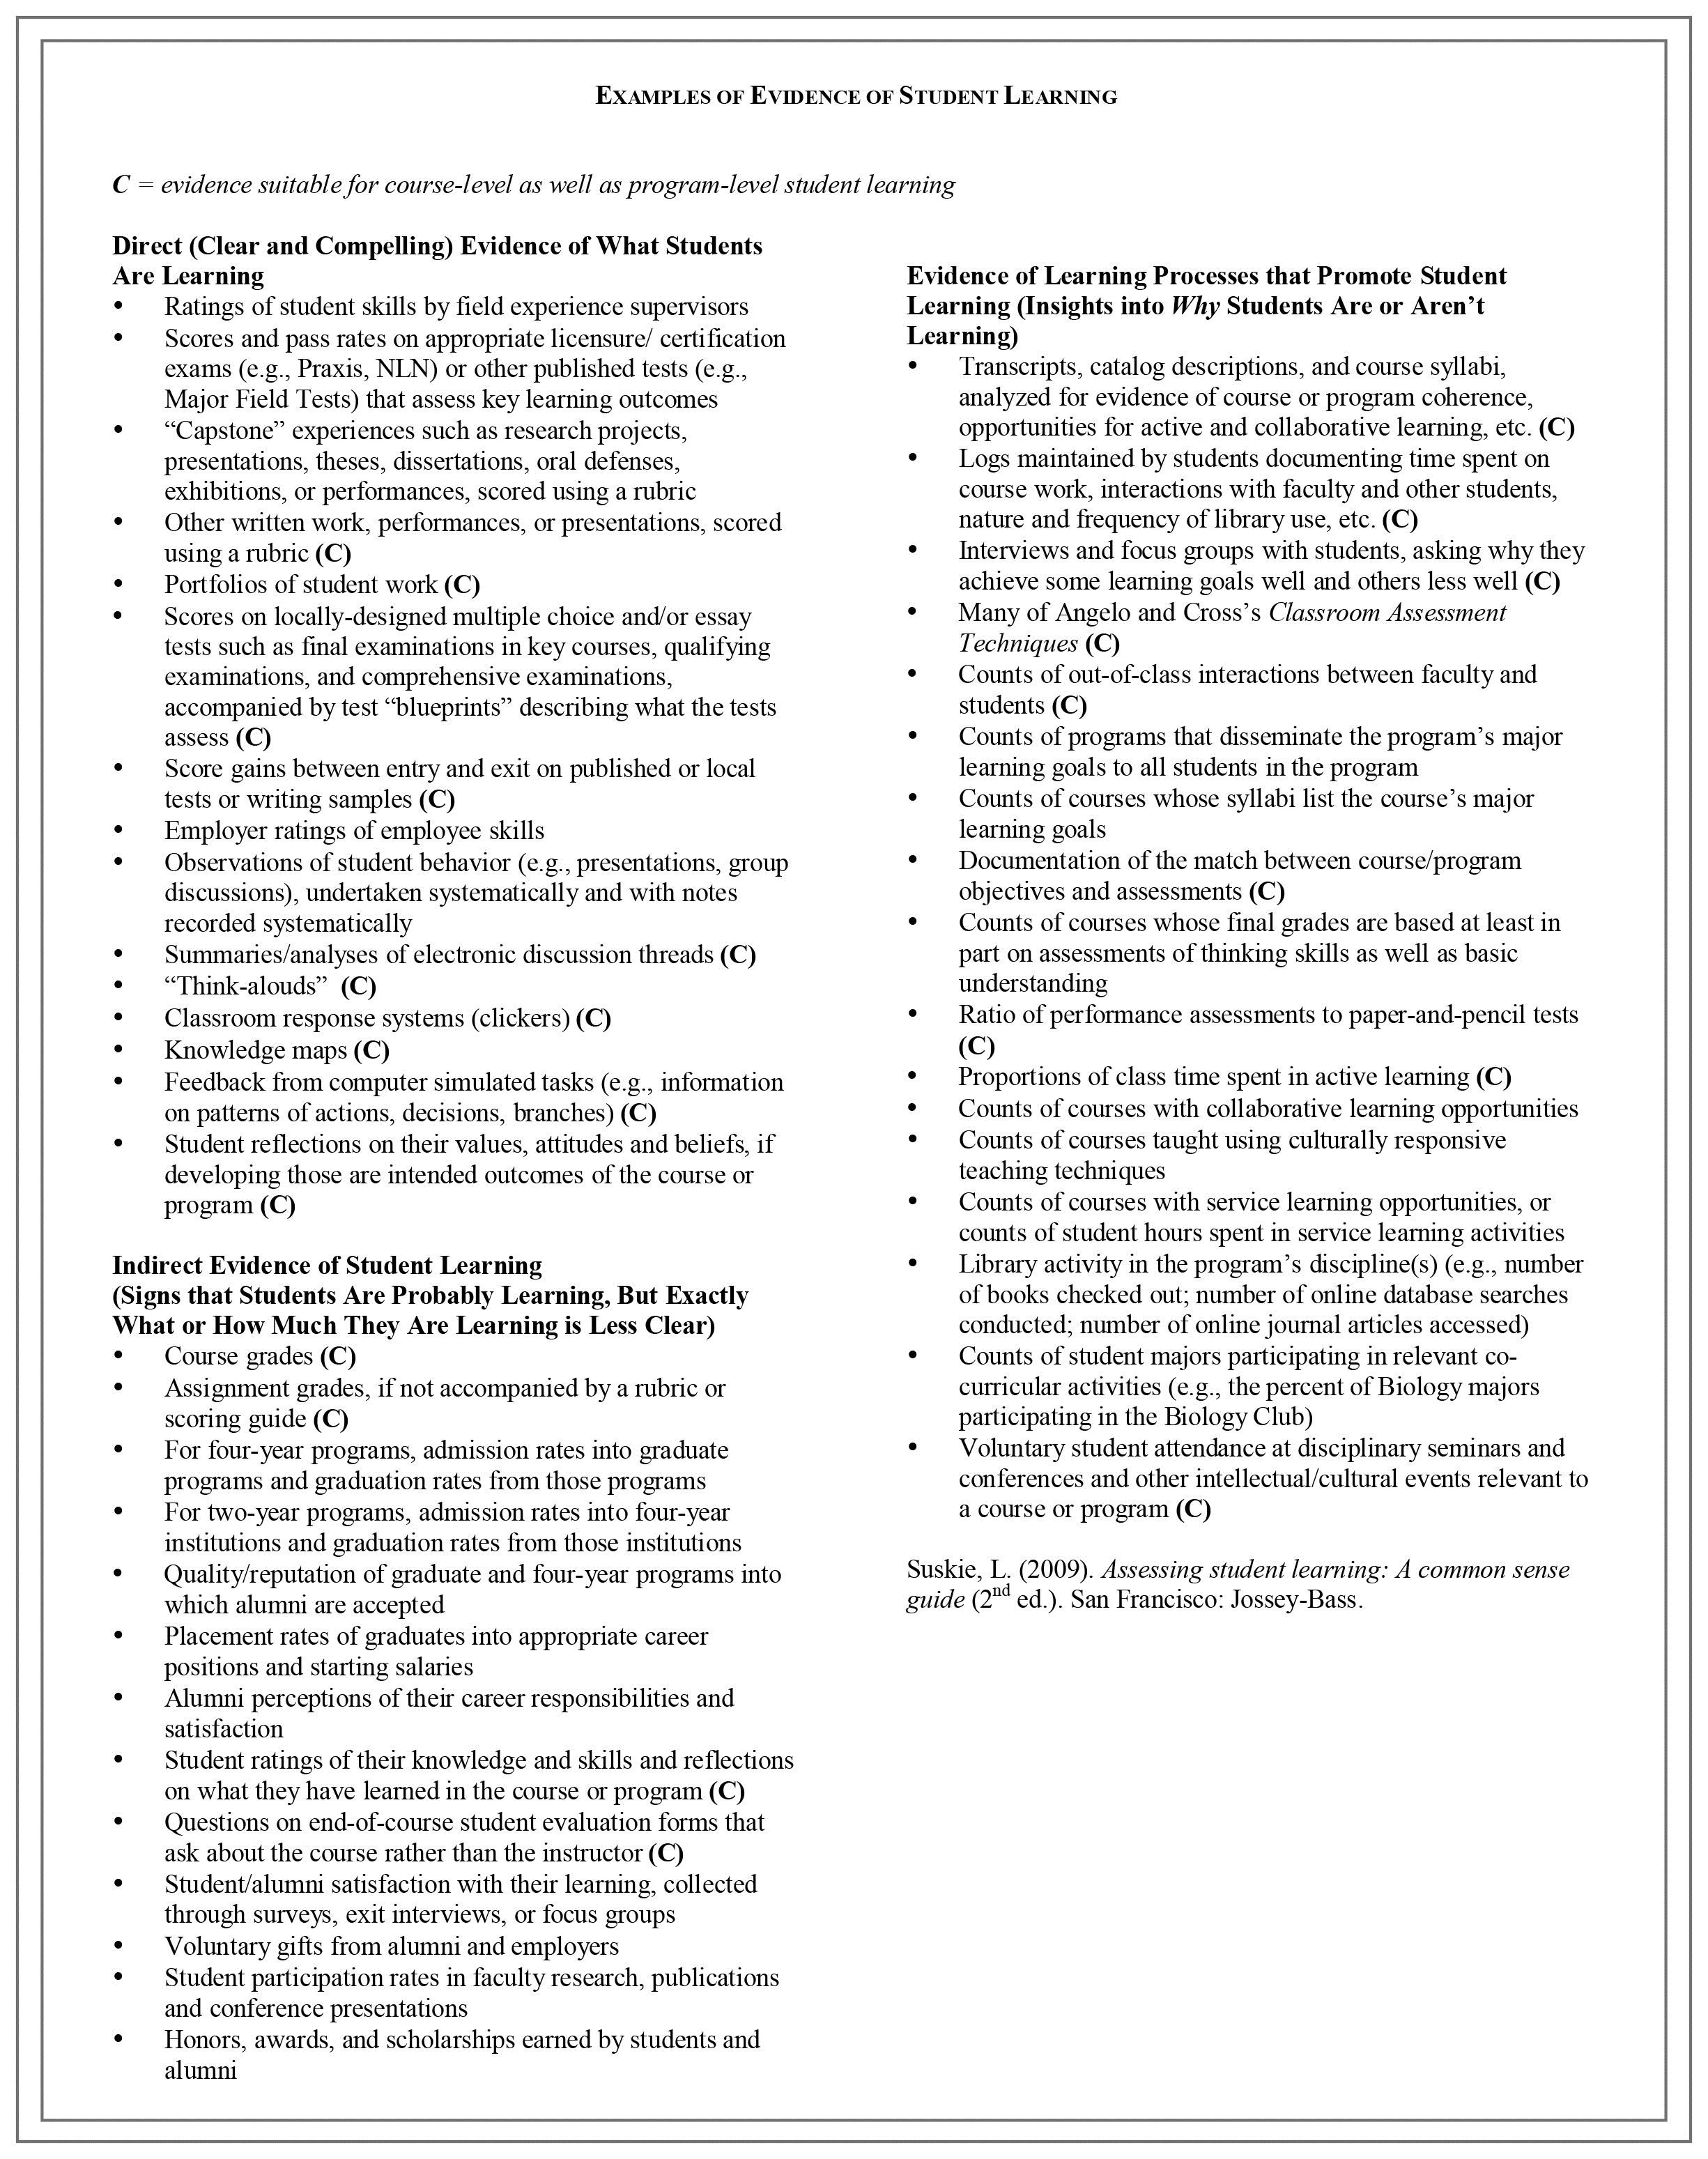 EXAMPLES OF EVIDENCE OF STUDENT LEARNING
C = evidence suitable for course-level as well as program-level student learning
Direct (Clear and Compelling) Evidence of What Students
Are Learning
• Ratings of student skills by field experience supervisors
• Scores and pass rates on appropriate licensure/ certification
exams (e.g., Praxis, NLN) or other published tests (e.g.,
Major Field Tests) that assess key learning outcomes
• “Capstone” experiences such as research projects,
presentations, theses, dissertations, oral defenses,
exhibitions, or performances, scored using a rubric
• Other written work, performances, or presentations, scored
using a rubric (C)
• Portfolios of student work (C)
• Scores on locally-designed multiple choice and/or essay
tests such as final examinations in key courses, qualifying
examinations, and comprehensive examinations,
accompanied by test “blueprints” describing what the tests
assess (C)
• Score gains between entry and exit on published or local
tests or writing samples (C)
• Employer ratings of employee skills
• Observations of student behavior (e.g., presentations, group
discussions), undertaken systematically and with notes
recorded systematically
• Summaries/analyses of electronic discussion threads (C)
• “Think-alouds” (C)
• Classroom response systems (clickers) (C)
• Knowledge maps (C)
• Feedback from computer simulated tasks (e.g., information
on patterns of actions, decisions, branches) (C)
• Student reflections on their values, attitudes and beliefs, if
developing those are intended outcomes of the course or
program (C)
Indirect Evidence of Student Learning
(Signs that Students Are Probably Learning, But Exactly
What or How Much They Are Learning is Less Clear)
• Course grades (C)
• Assignment grades, if not accompanied by a rubric or
scoring guide (C)
• For four-year programs, admission rates into graduate
programs and graduation rates from those programs
• For two-year programs, admission rates into four-year
institutions and graduation rates from those institutions
• Quality/reputation of graduate and four-year programs into
which alumni are accepted
• Placement rates of graduates into appropriate career
positions and starting salaries
• Alumni perceptions of their career responsibilities and
satisfaction
• Student ratings of their knowledge and skills and reflections
on what they have learned in the course or program (C)
• Questions on end-of-course student evaluation forms that
ask about the course rather than the instructor (C)
• Student/alumni satisfaction with their learning, collected
through surveys, exit interviews, or focus groups
• Voluntary gifts from alumni and employers
• Student participation rates in faculty research, publications
and conference presentations
• Honors, awards, and scholarships earned by students and
alumni
Evidence of Learning Processes that Promote Student
Learning (Insights into Why Students Are or Aren’t
Learning)
• Transcripts, catalog descriptions, and course syllabi,
analyzed for evidence of course or program coherence,
opportunities for active and collaborative learning, etc. (C)
• Logs maintained by students documenting time spent on
course work, interactions with faculty and other students,
nature and frequency of library use, etc. (C)
• Interviews and focus groups with students, asking why they
achieve some learning goals well and others less well (C)
• Many of Angelo and Cross’s Classroom Assessment
Techniques (C)
• Counts of out-of-class interactions between faculty and
students (C)
• Counts of programs that disseminate the program’s major
learning goals to all students in the program
• Counts of courses whose syllabi list the course’s major
learning goals
• Documentation of the match between course/program
objectives and assessments (C)
• Counts of courses whose final grades are based at least in
part on assessments of thinking skills as well as basic
understanding
• Ratio of performance assessments to paper-and-pencil tests
(C)
• Proportions of class time spent in active learning (C)
• Counts of courses with collaborative learning opportunities
• Counts of courses taught using culturally responsive
teaching techniques
• Counts of courses with service learning opportunities, or
counts of student hours spent in service learning activities
• Library activity in the program’s discipline(s) (e.g., number
of books checked out; number of online database searches
conducted; number of online journal articles accessed)
• Counts of student majors participating in relevant co-
curricular activities (e.g., the percent of Biology majors
participating in the Biology Club)
• Voluntary student attendance at disciplinary seminars and
conferences and other intellectual/cultural events relevant to
a course or program (C)
Suskie, L. (2009). Assessing student learning: A common sense
guide (2nd ed.). San Francisco: Jossey-Bass.